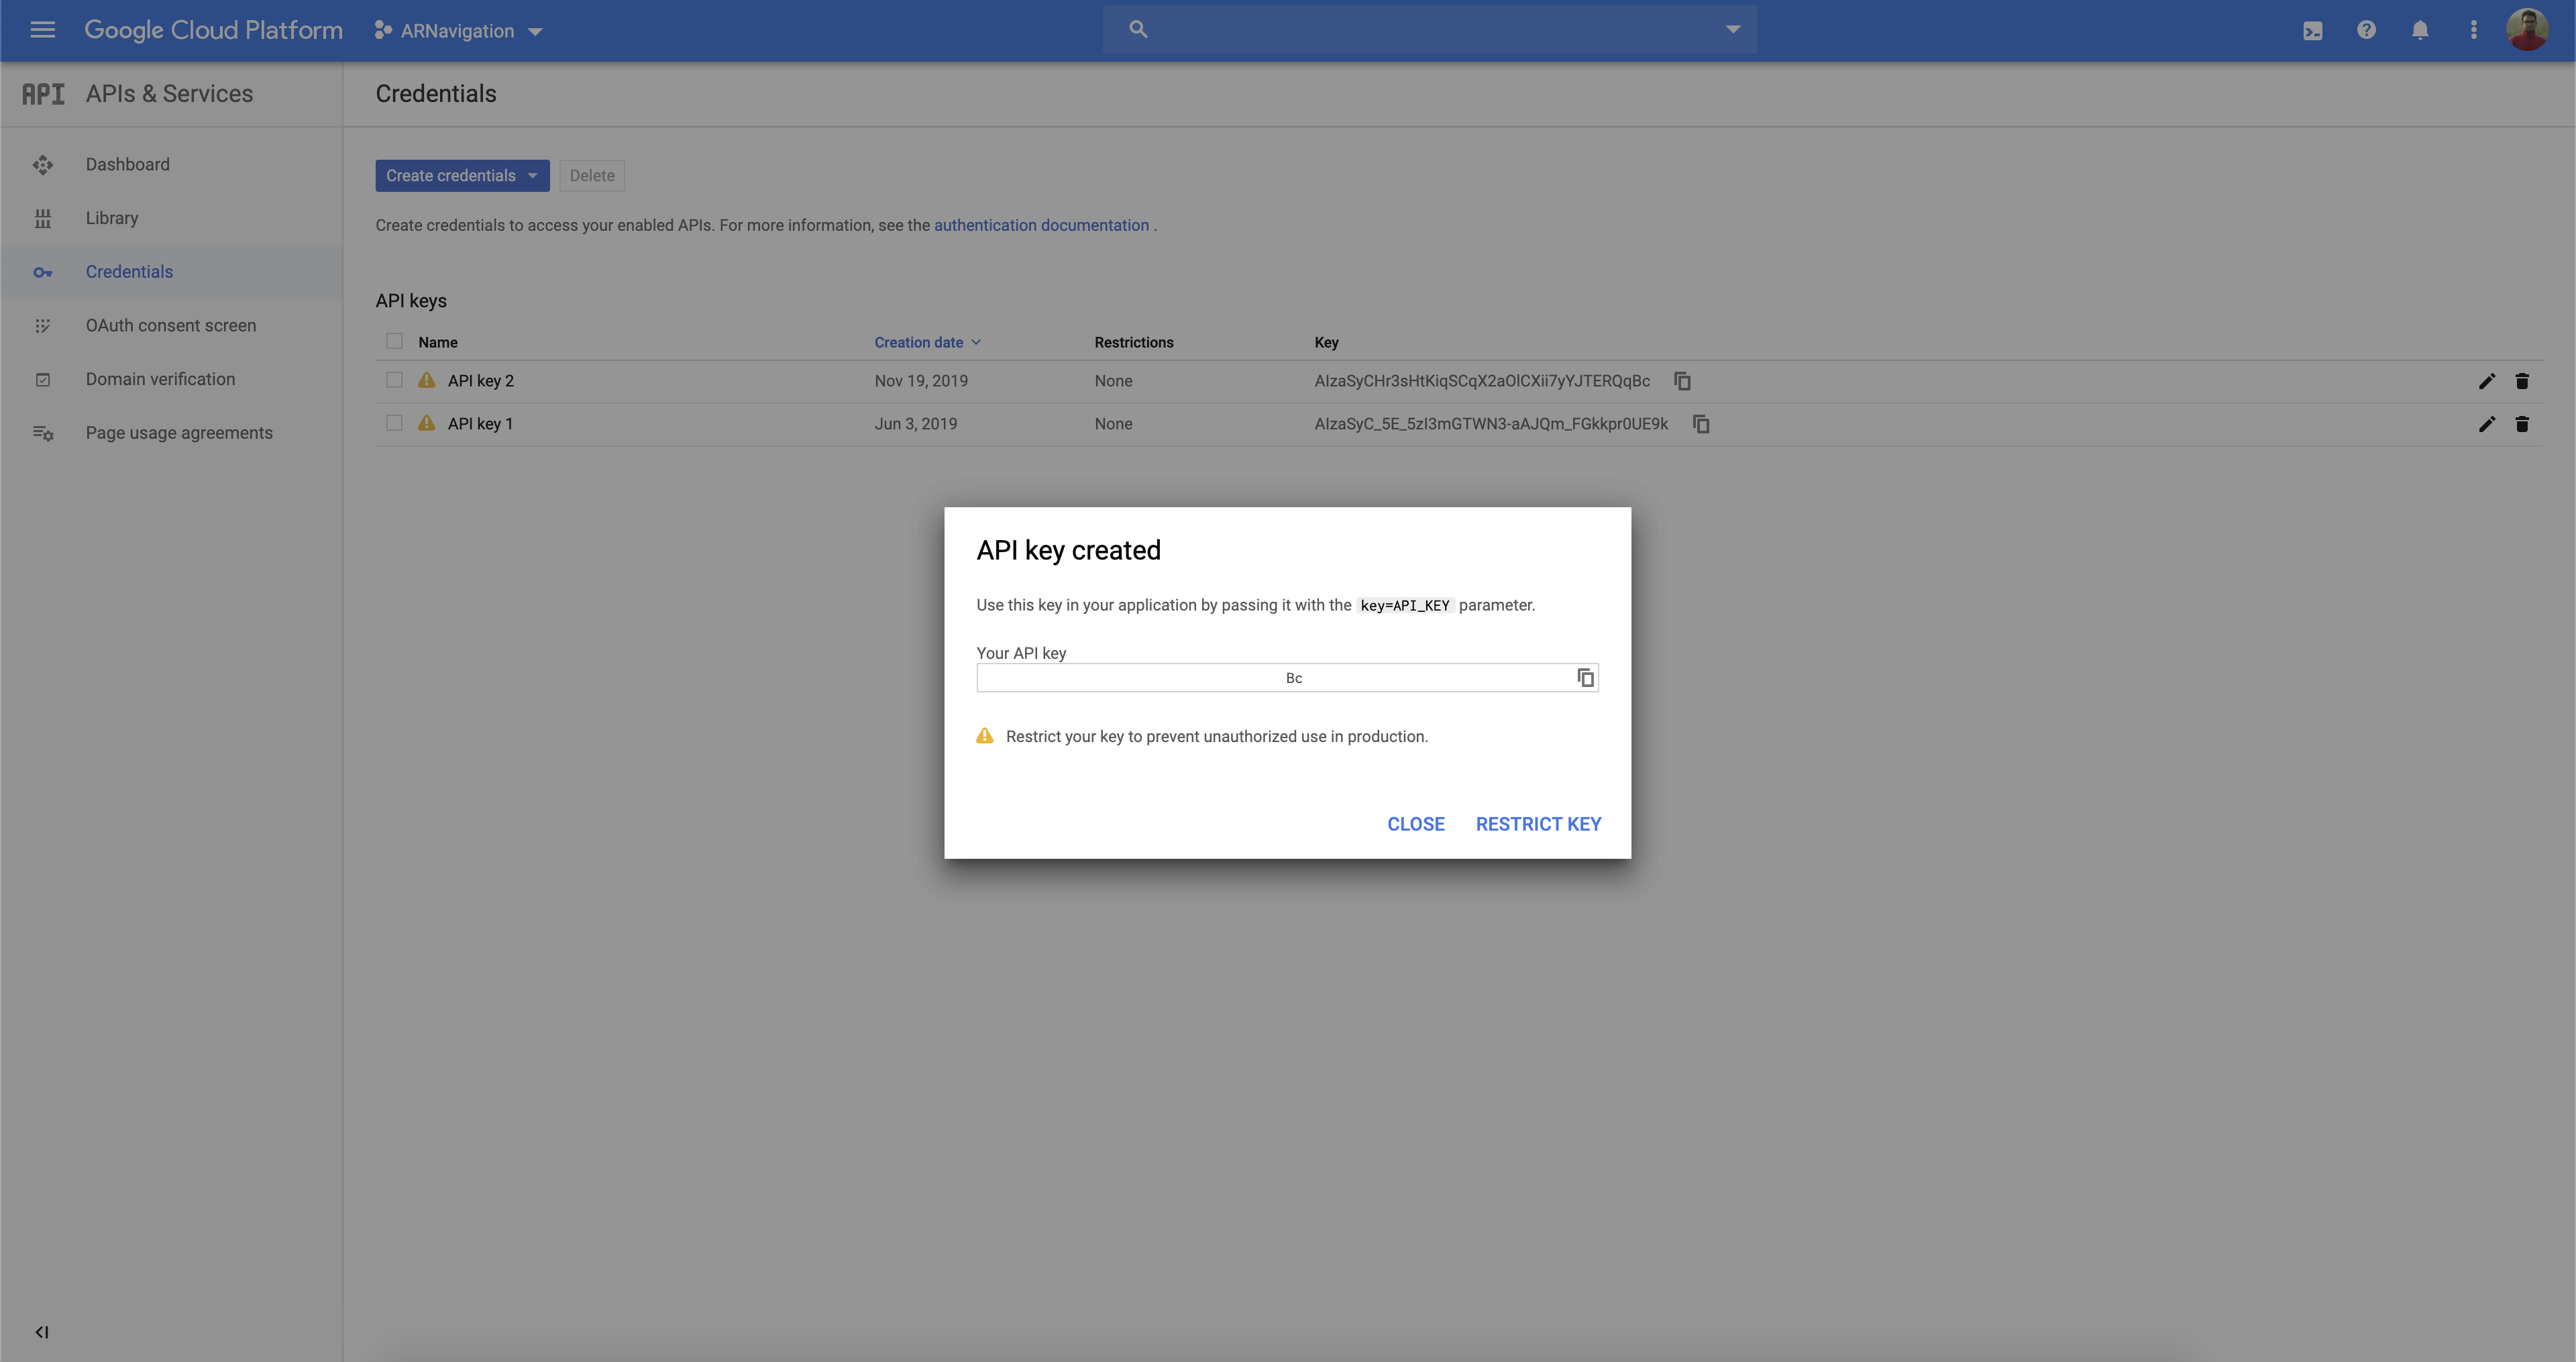 Google Cloud Platform
ARNavigation
API APIs & Services
Credentials
Dashboard
Library
Credentials
OAuth consent screen
Domain verification
Page usage agreements
Create credentials Delete
Create credentials to access your enabled APIs. For more information, see the authentication documentation .
API keys
Name Creation date Restrictions Key
API key 2 Nov 19, 2019 None
API key 1 Jun 3, 2019 None
API key created
Use this key in your application by passing it with the key=API_KEY parameter.
Your API key
Bc
Restrict your key to prevent unauthorized use in production.
CLOSE RESTRICT KEY